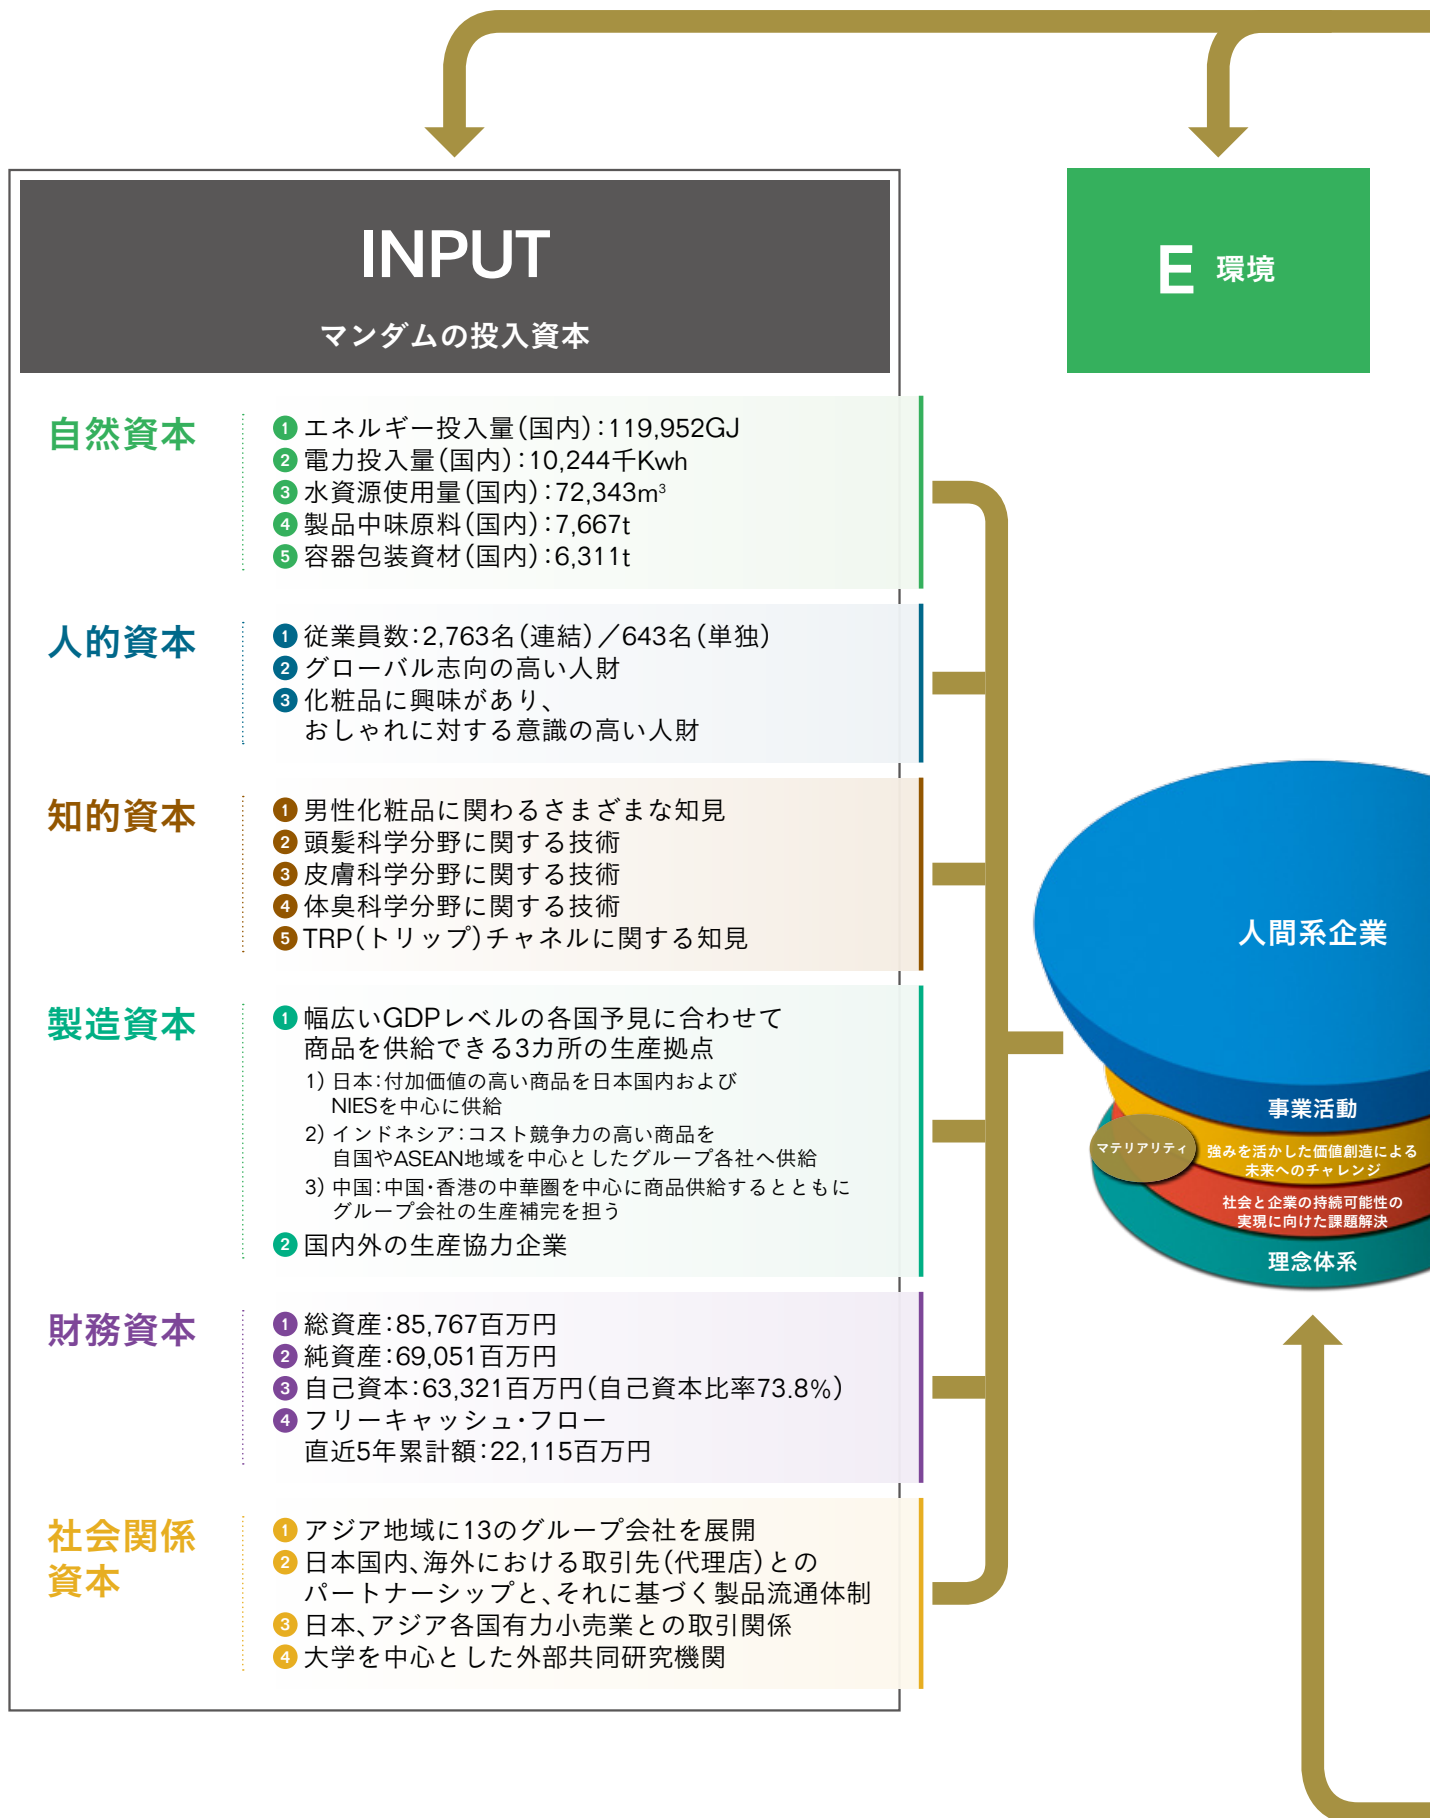 INPUT
マンダムの投入資本
E 環境
自然資本
1 エネルギー投入量(国内):119,952GJ
2 電力投入量(国内):10,244千Kwh
3 水資源使用量(国内):72,343m³
4 製品中味原料(国内):7,667t
5 容器包装資材(国内):6,311t
人的資本
1 従業員数:2,763名(連結)/643名(単独)
2 グローバル志向の高い人財
3 化粧品に興味があり、
おしゃれに対する意識の高い人財
知的資本
1 男性化粧品に関わるさまざまな知見
2 頭髪科学分野に関する技術
3 皮膚科学分野に関する技術
4 体臭科学分野に関する技術
5 TRP(トリップ)チャネルに関する知見
製造資本
1 幅広いGDPレベルの各国予見に合わせて
商品を供給できる3カ所の生産拠点
1) 日本:付加価値の高い商品を日本国内および
NIESを中心に供給
2) インドネシア:コスト競争力の高い商品を
自国やASEAN地域を中心としたグループ各社へ供給
3) 中国:中国・香港の中華圏を中心に商品供給するとともに
グループ会社の生産補完を担う
2 国内外の生産協力企業
財務資本
1 総資産:85,767百万円
2 純資産:69,051百万円
3 自己資本:63,321百万円(自己資本比率73.8%)
4 フリーキャッシュ・フロー
直近5年累計額:22,115百万円
社会関係
資本
1 アジア地域に13のグループ会社を展開
2 日本国内、海外における取引先(代理店)との
パートナーシップと、それに基づく製品流通体制
3 日本、アジア各国有力小売業との取引関係
4 大学を中心とした外部共同研究機関
人間系企業
事業活動
マテリアリティ
強みを活かした価値創造による
未来へのチャレンジ
社会と企業の持続可能性の
実現に向けた課題解決
理念体系